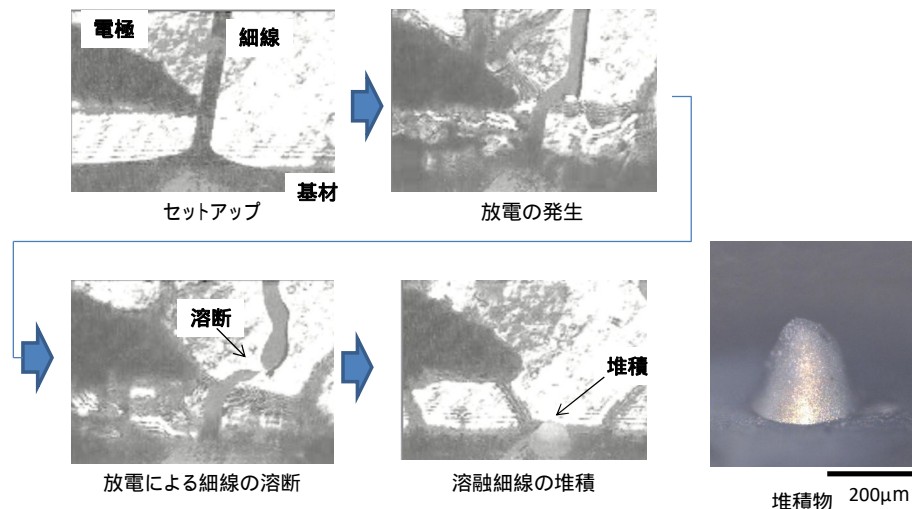 電極
細線
基材
セットアップ
放電の発生
溶断
堆積
放電による細線の溶断
溶融細線の堆積
堆積物
200μm